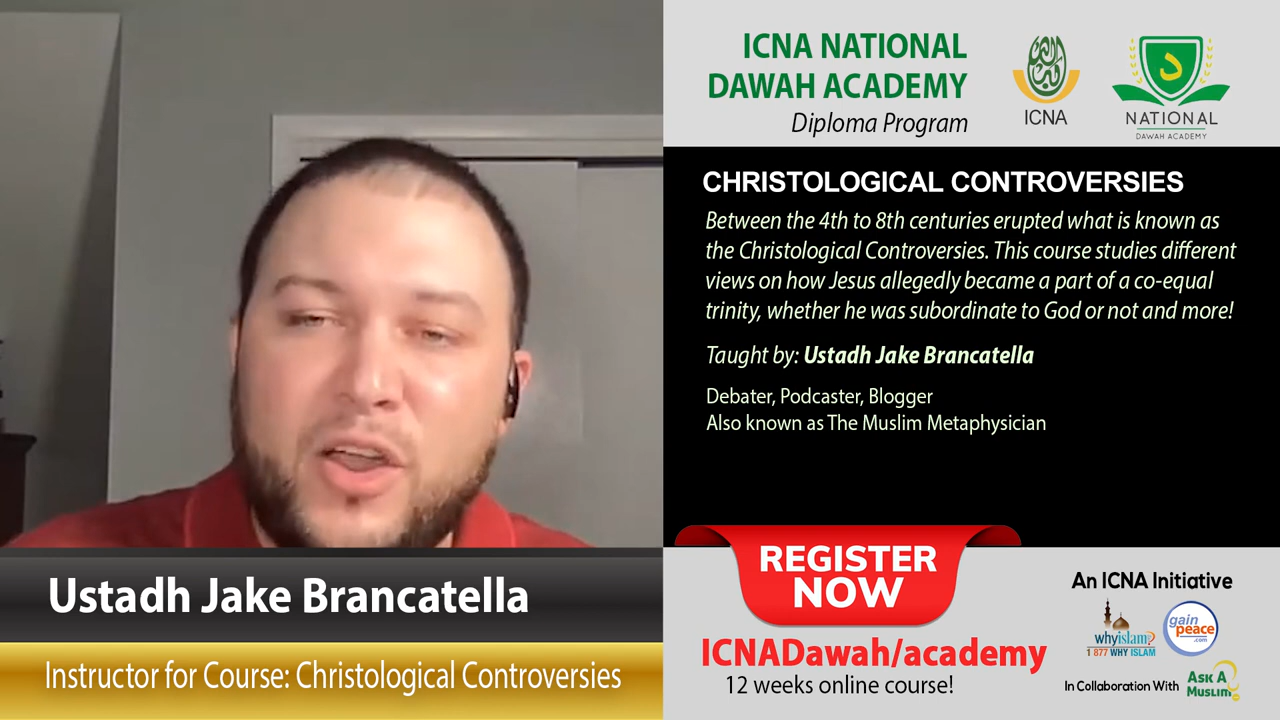 Ustadh Jake Brancatella
Instructor for Course: Christological Controversies
ICNA NATIONAL
DAWAH ACADEMY
Diploma Program
ICNA
NATIONAL
DAWAH ACADEMY
CHRISTOLOGICAL CONTROVERSIES
Between the 4th to 8th centuries erupted what is known as
the Christological Controversies. This course studies different
views on how Jesus allegedly became a part of a co-equal
trinity, whether he was subordinate to God or not and more!
Taught by: Ustadh Jake Brancatella
Debater, Podcaster, Blogger
Also known as The Muslim Metaphysician
REGISTER
NOW
ICNADawah/academy
12 weeks online course!
An ICNA Initiative
whyislam?
1 877 WHY ISLAM
gain
peace
.com
In Collaboration With
Ask A
Muslim